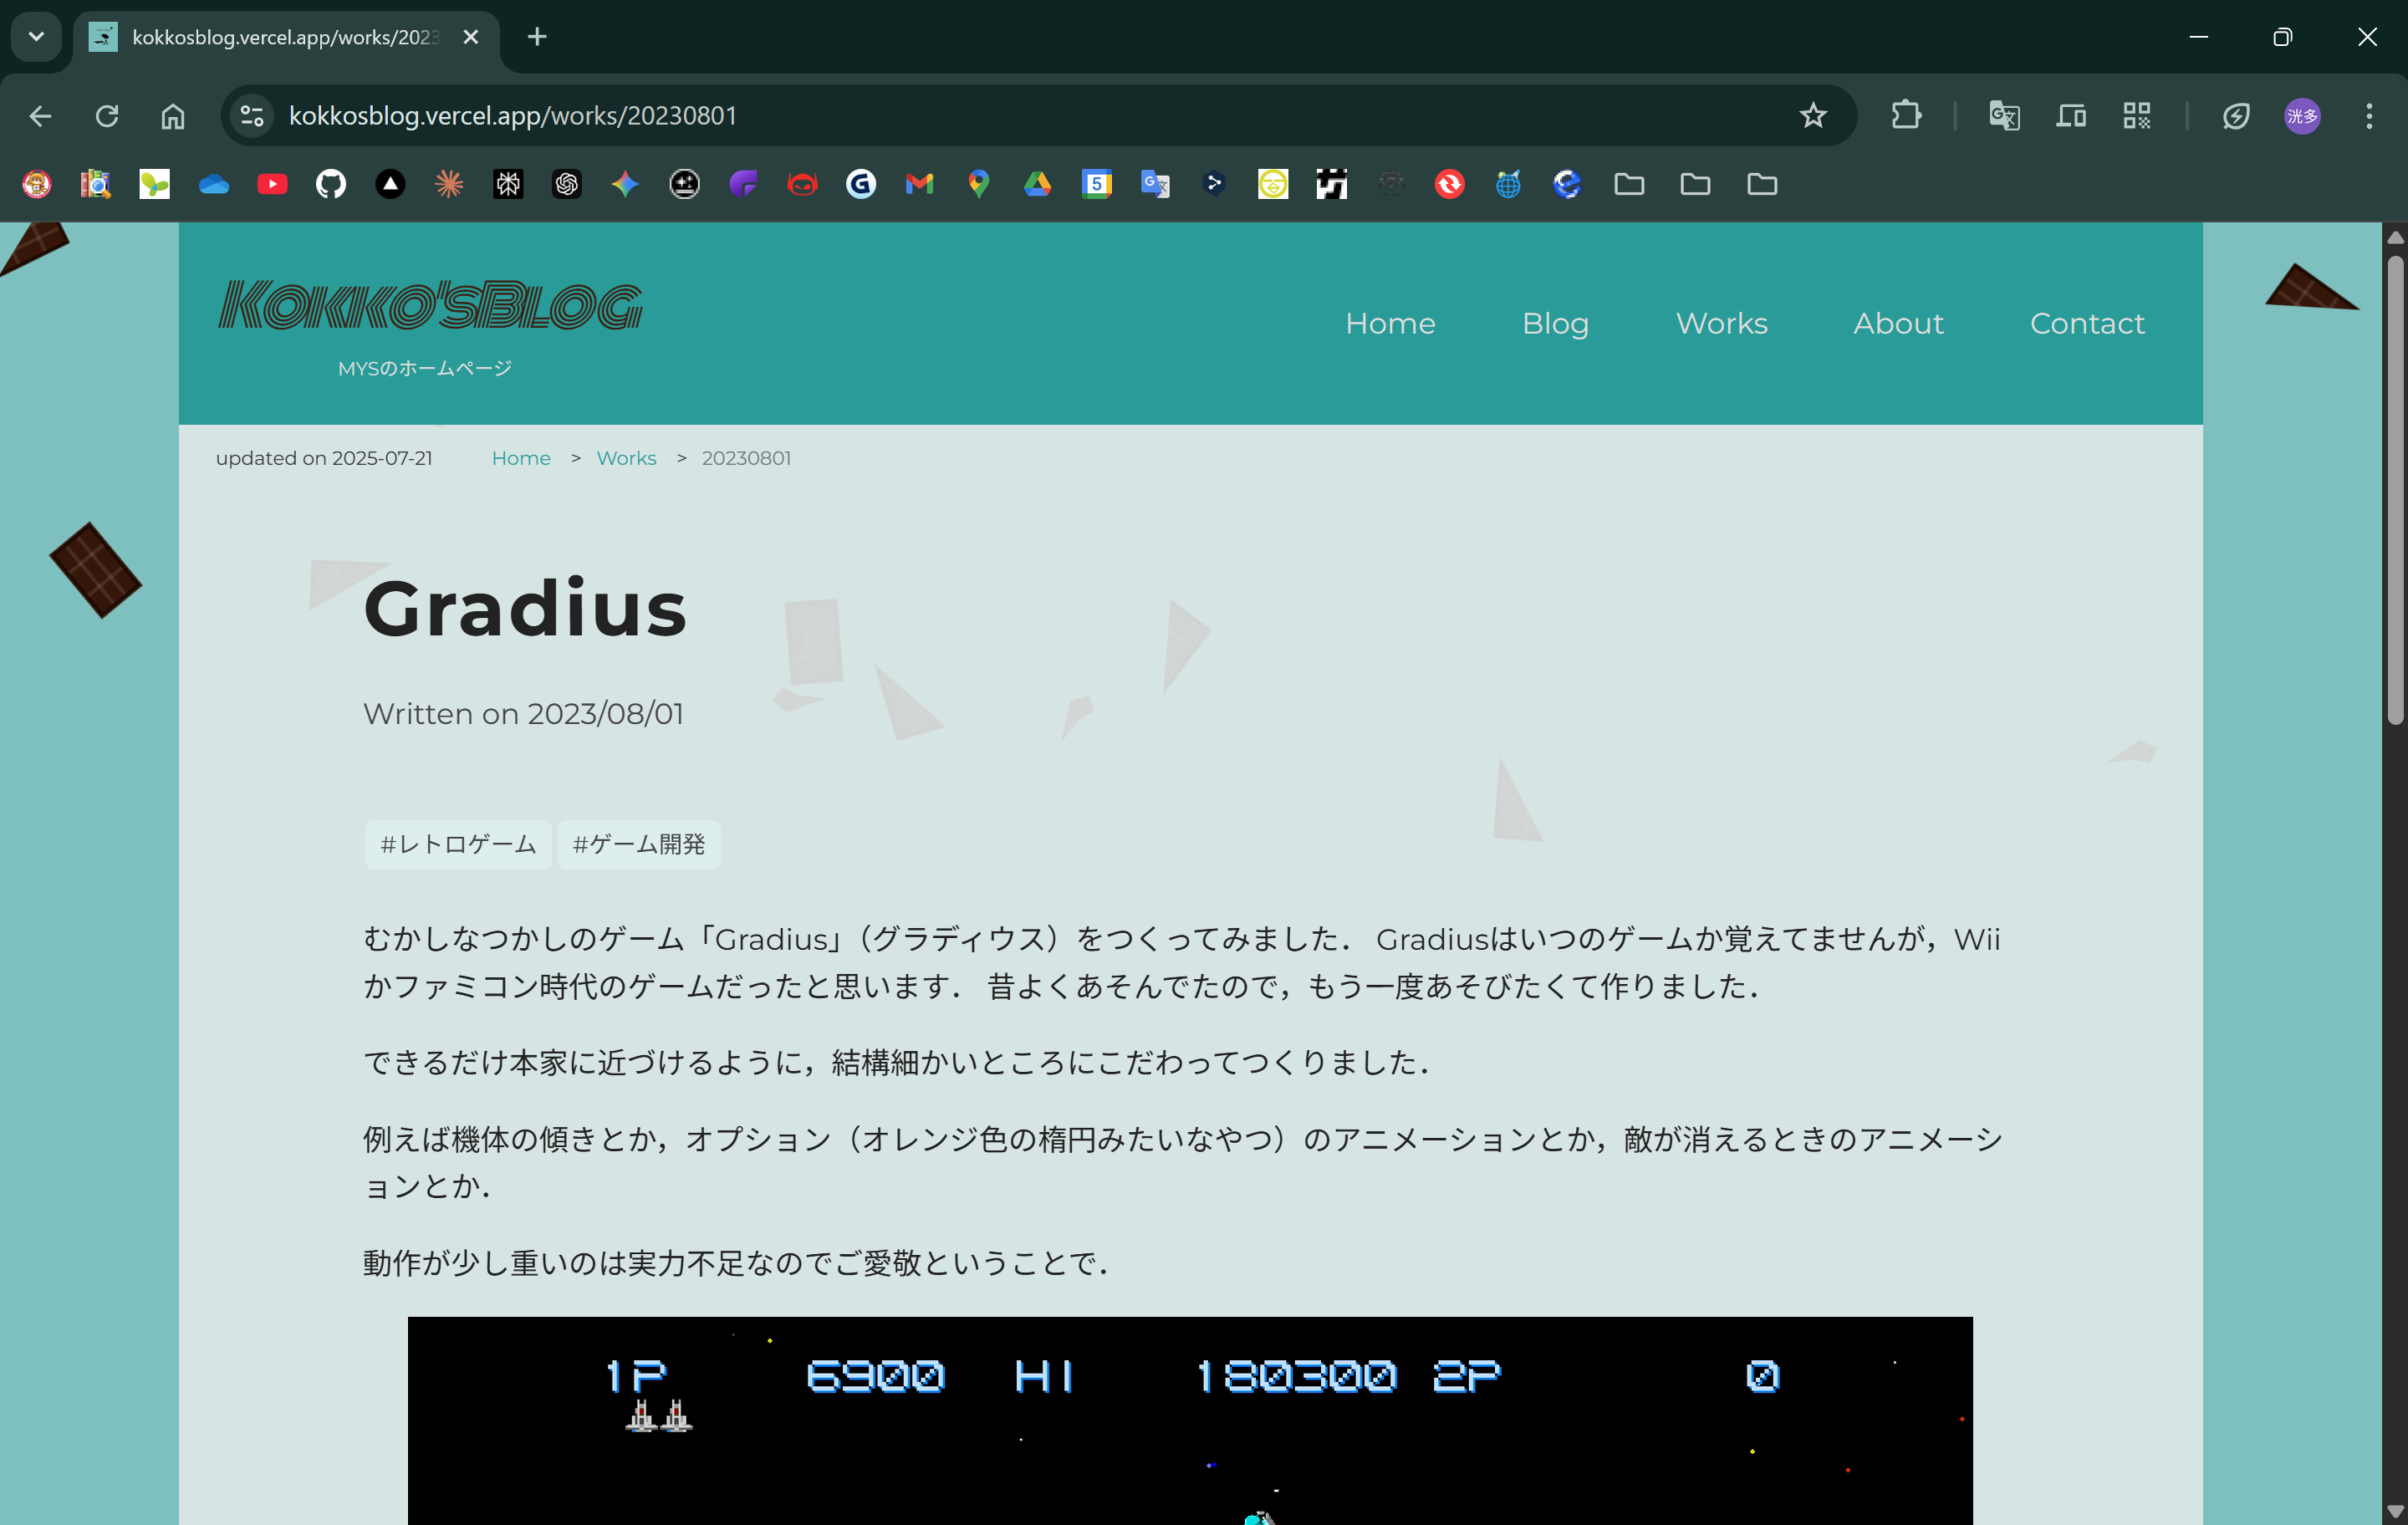 kokkosblog.vercel.app/works/2023
kokkosblog.vercel.app/works/20230801
洸多
5
Kokko'sBlog
MYSのホームページ
Home Blog Works About Contact
updated on 2025-07-21 Home > Works > 20230801
Gradius
Written on 2023/08/01
#レトロゲーム #ゲーム開発
むかしなつかしのゲーム「Gradius」（グラディウス）をつくってみました． Gradiusはいつのゲームか覚えてませんが，Wii
かファミコン時代のゲームだったと思います． 昔よくあそんでたので，もう一度あそびたくて作りました．
できるだけ本家に近づけるように，結構細かいところにこだわってつくりました．
例えば機体の傾きとか，オプション（オレンジ色の楕円みたいなやつ）のアニメーションとか，敵が消えるときのアニメーシ
ョンとか．
動作が少し重いのは実力不足なのでご愛敬ということで．
1P 6900 HI 180300 2P 0